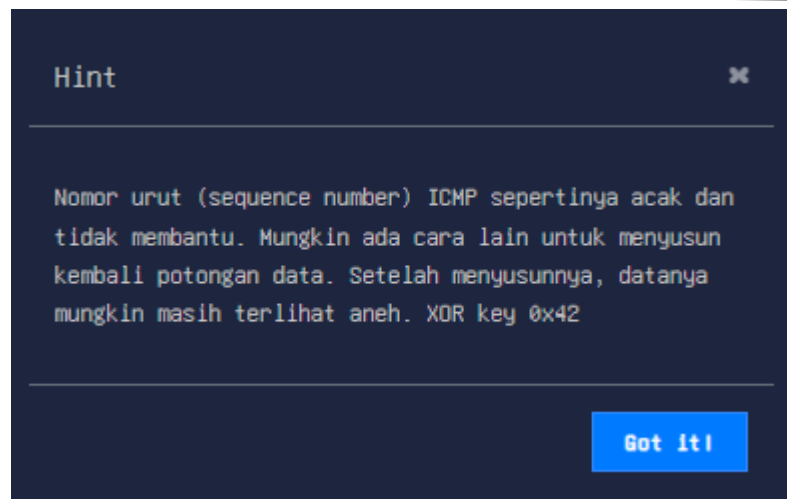 Hint
Nomor urut (sequence number) ICMP sepertinya acak dan
tidak membantu. Mungkin ada cara lain untuk menyusun
kembali potongan data. Setelah menyusunnya, datanya
mungkin masih terlihat aneh. XOR key 0x42
Got it!